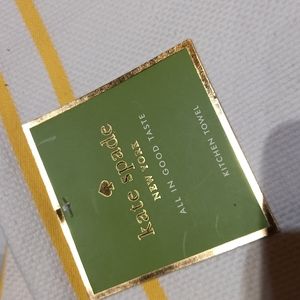 kate spade
NEW YORK
ALL IN GOOD TASTE
KITCHEN TOWEL